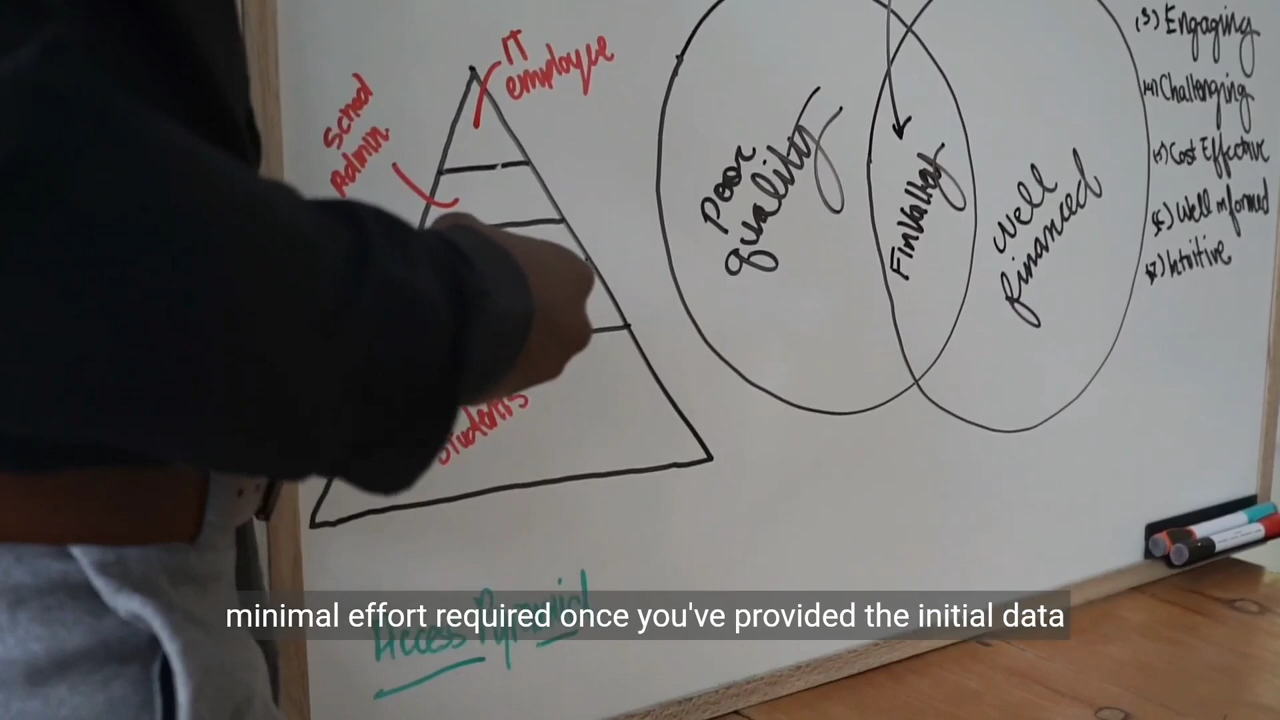 IT
employee
School
Admin
Students
Access Pyramid
Poor
quality
Well
financed
(3) Engaging
(4) Challenging
(5) Cost Effective
(6) Well informed
(7) Intuitive
minimal effort required once you've provided the initial data